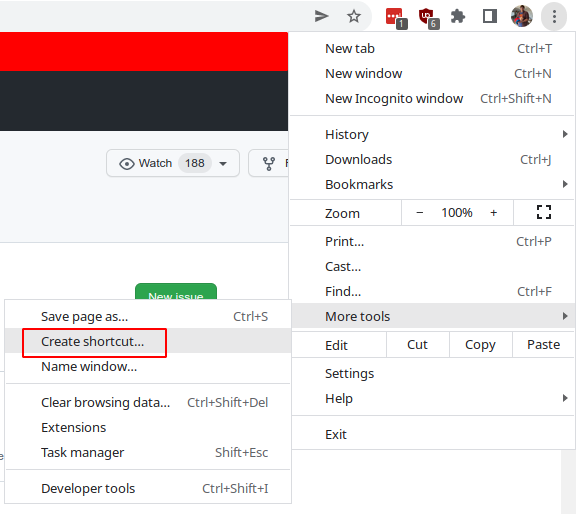 1
6
New tab Ctrl+T
New window Ctrl+N
New Incognito window Ctrl+Shift+N
History
Downloads Ctrl+J
Bookmarks
Zoom − 100% +
Print... Ctrl+P
Cast...
Find... Ctrl+F
More tools
Edit Cut Copy Paste
Settings
Help
Exit
Watch 188
New issue
Save page as... Ctrl+S
Create shortcut...
Name window...
Clear browsing data... Ctrl+Shift+Del
Extensions
Task manager Shift+Esc
Developer tools Ctrl+Shift+I